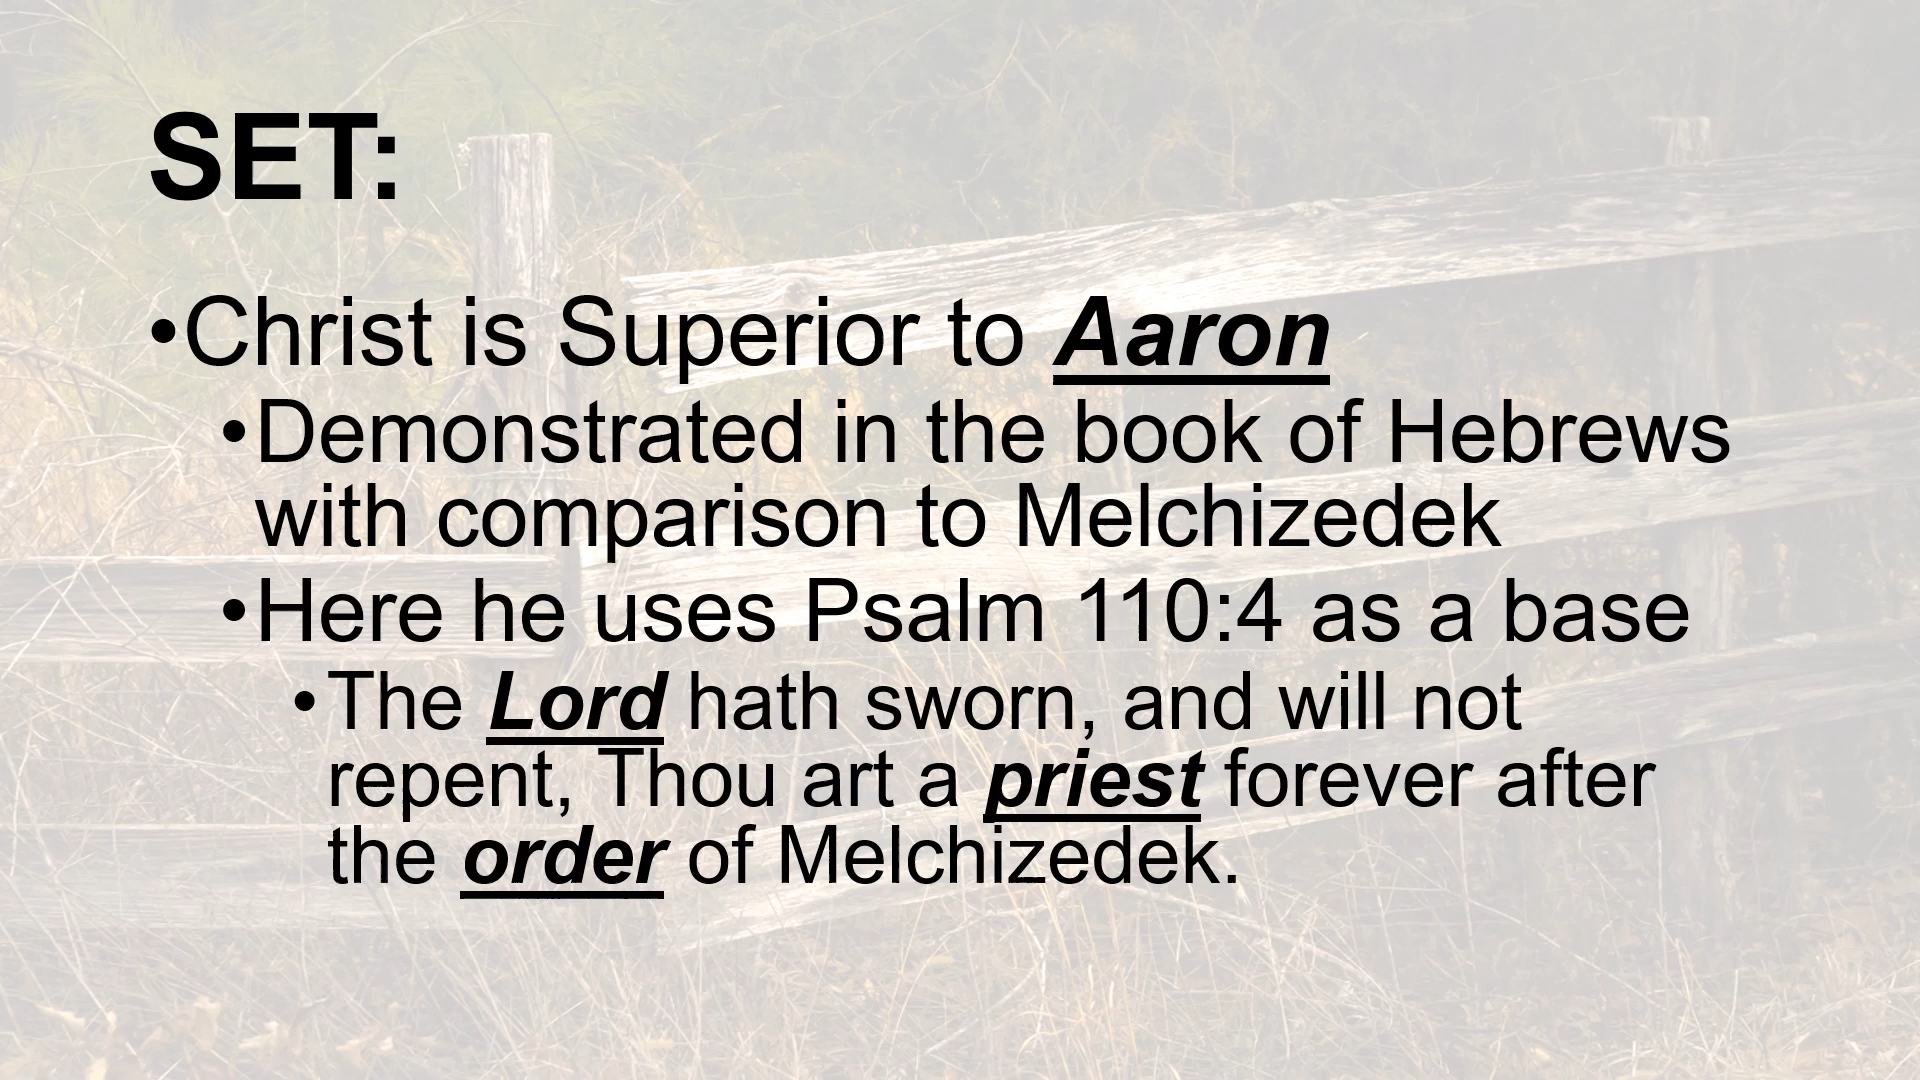 SET:
•Christ is Superior to Aaron
•Demonstrated in the book of Hebrews
with comparison to Melchizedek
•Here he uses Psalm 110:4 as a base
•The Lord hath sworn, and will not
repent, Thou art a priest forever after
the order of Melchizedek.